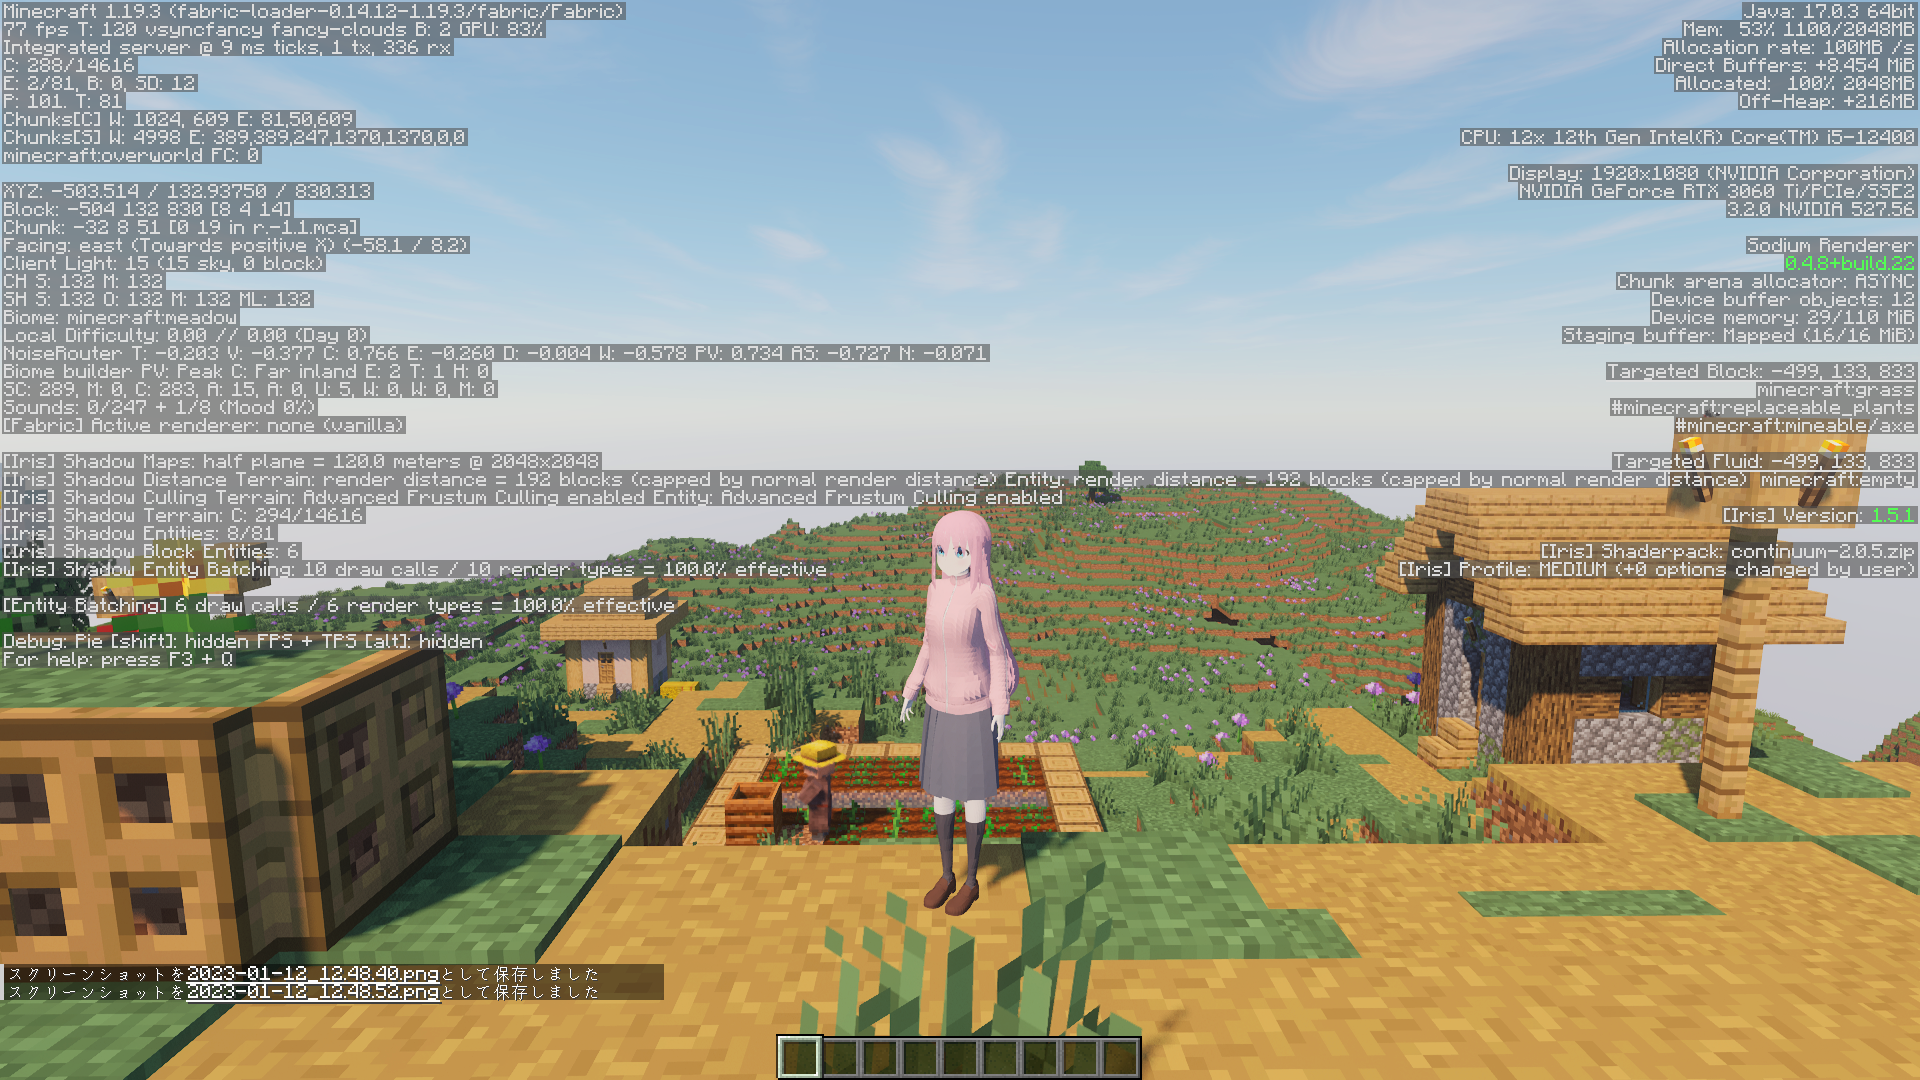 Minecraft 1.19.3 (fabric-loader-0.14.12-1.19.3/fabric/Fabric)
77 fps T: 120 vsyncfancy fancy-clouds B: 2 GPU: 83%
Integrated server @ 9 ms ticks, 1 tx, 336 rx
C: 288/14616
E: 2/81, B: 0, SD: 12
P: 101. T: 81
Chunks[C] W: 1024, 609 E: 81,50,609
Chunks[S] W: 4998 E: 389,389,247,1370,1370,0,0
minecraft:overworld FC: 0
XYZ: -503.514 / 132.93750 / 830.313
Block: -504 132 830 [8 4 14]
Chunk: -32 8 51 [0 19 in r.-1.1.mca]
Facing: east (Towards positive X) (-58.1 / 8.2)
Client Light: 15 (15 sky, 0 block)
CH S: 132 M: 132
SH S: 132 O: 132 M: 132 ML: 132
Biome: minecraft:meadow
Local Difficulty: 0.00 // 0.00 (Day 0)
NoiseRouter T: -0.203 V: -0.377 C: 0.766 E: -0.260 D: -0.004 W: -0.578 PV: 0.734 AS: -0.727 N: -0.071
Biome builder PV: Peak C: Far inland E: 2 T: 1 H: 0
SC: 289, M: 0, C: 283, A: 15, A: 0, U: 5, W: 0, W: 0, M: 0
Sounds: 0/247 + 1/8 (Mood 0%)
[Fabric] Active renderer: none (vanilla)
[Iris] Shadow Maps: half plane = 120.0 meters @ 2048x2048
[Iris] Shadow Distance Terrain: render distance = 192 blocks (capped by normal render distance) Entity: render distance = 192 blocks (capped by normal render distance)
[Iris] Shadow Culling Terrain: Advanced Frustum Culling enabled Entity: Advanced Frustum Culling enabled
[Iris] Shadow Terrain: C: 294/14616
[Iris] Shadow Entities: 8/81
[Iris] Shadow Block Entities: 6
[Iris] Shadow Entity Batching: 10 draw calls / 10 render types = 100.0% effective
[Entity Batching] 6 draw calls / 6 render types = 100.0% effective
Debug: Pie [shift]: hidden FPS + TPS [alt]: hidden
For help: press F3 + Q
Java: 17.0.3 64bit
Mem: 53% 1100/2048MB
Allocation rate: 100MB /s
Direct Buffers: +8.454 MiB
Allocated: 100% 2048MB
Off-Heap: +216MB
CPU: 12x 12th Gen Intel(R) Core(TM) i5-12400
Display: 1920x1080 (NVIDIA Corporation)
NVIDIA GeForce RTX 3060 Ti/PCIe/SSE2
3.2.0 NVIDIA 527.56
Sodium Renderer
0.4.8+build.22
Chunk arena allocator: ASYNC
Device buffer objects: 12
Device memory: 29/110 MiB
Staging buffer: Mapped (16/16 MiB)
Targeted Block: -499, 133, 833
minecraft:grass
#minecraft:replaceable_plants
#minecraft:mineable/axe
Targeted Fluid: -499, 133, 833
minecraft:empty
[Iris] Version: 1.5.1
[Iris] Shaderpack: continuum-2.0.5.zip
[Iris] Profile: MEDIUM (+0 options changed by user)
スクリーンショットを2023-01-12_12.48.40.pngとして保存しました
スクリーンショットを2023-01-12_12.48.52.pngとして保存しました